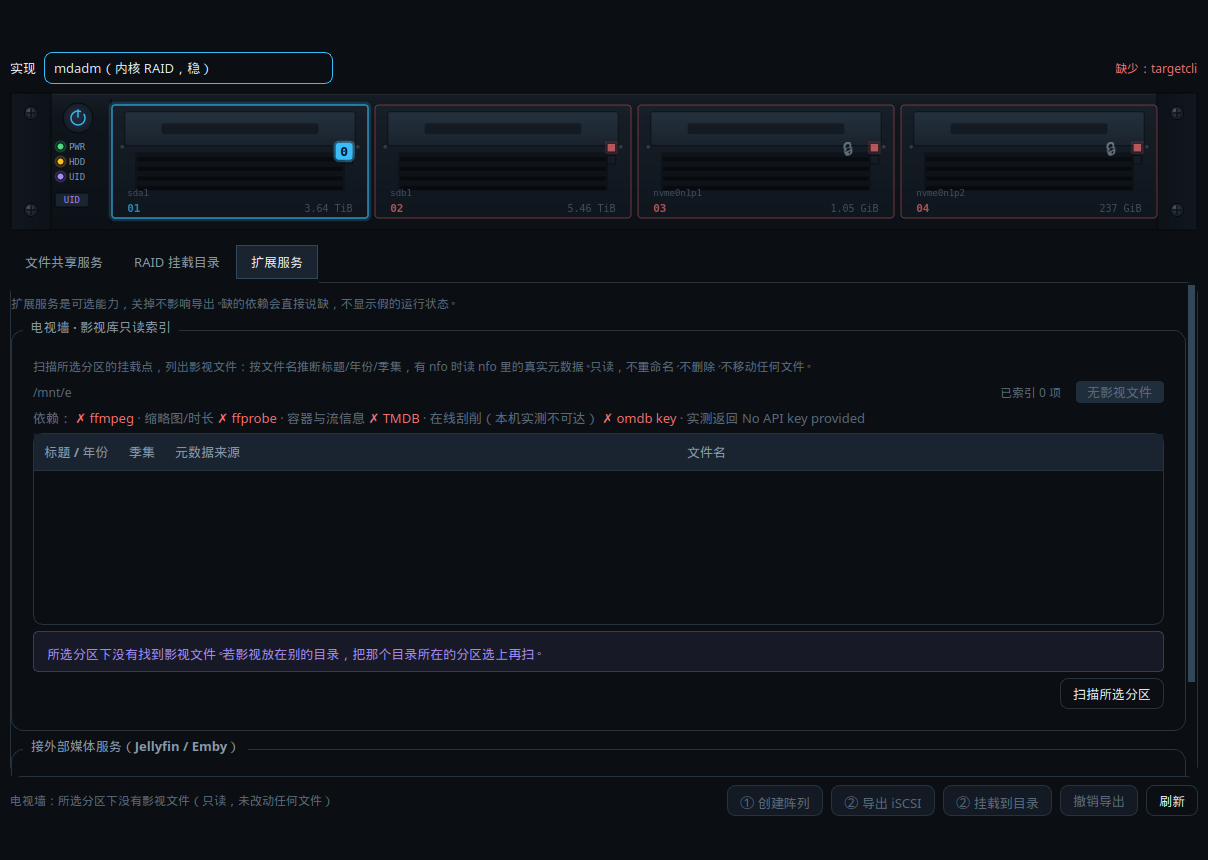 实现 mdadm（内核 RAID，稳） 缺少：targetcli
PWR
HDD
UID
UID
0
sda1 sdb1 nvme0n1p1 nvme0n1p2
01 3.64 TiB 02 5.46 TiB 03 1.05 GiB 04 237 GiB
文件共享服务 RAID 挂载目录 扩展服务
扩展服务是可选能力，关掉不影响导出。缺的依赖会直接说缺，不显示假的运行状态。
电视墙 · 影视库只读索引
扫描所选分区的挂载点，列出影视文件：按文件名推断标题/年份/季集，有 nfo 时读 nfo 里的真实元数据。只读，不重命名、不删除、不移动任何文件。
/mnt/e 已索引 0 项 无影视文件
依赖： ✗ ffmpeg · 缩略图/时长 ✗ ffprobe · 容器与流信息 ✗ TMDB · 在线刮削（本机实测不可达） ✗ omdb key · 实测返回 No API key provided
标题 / 年份 季集 元数据来源 文件名
所选分区下没有找到影视文件。若影视放在别的目录，把那个目录所在的分区选上再扫。
扫描所选分区
接外部媒体服务（Jellyfin / Emby）
电视墙：所选分区下没有影视文件（只读，未改动任何文件） ① 创建阵列 ② 导出 iSCSI ② 挂载到目录 撤销导出 刷新